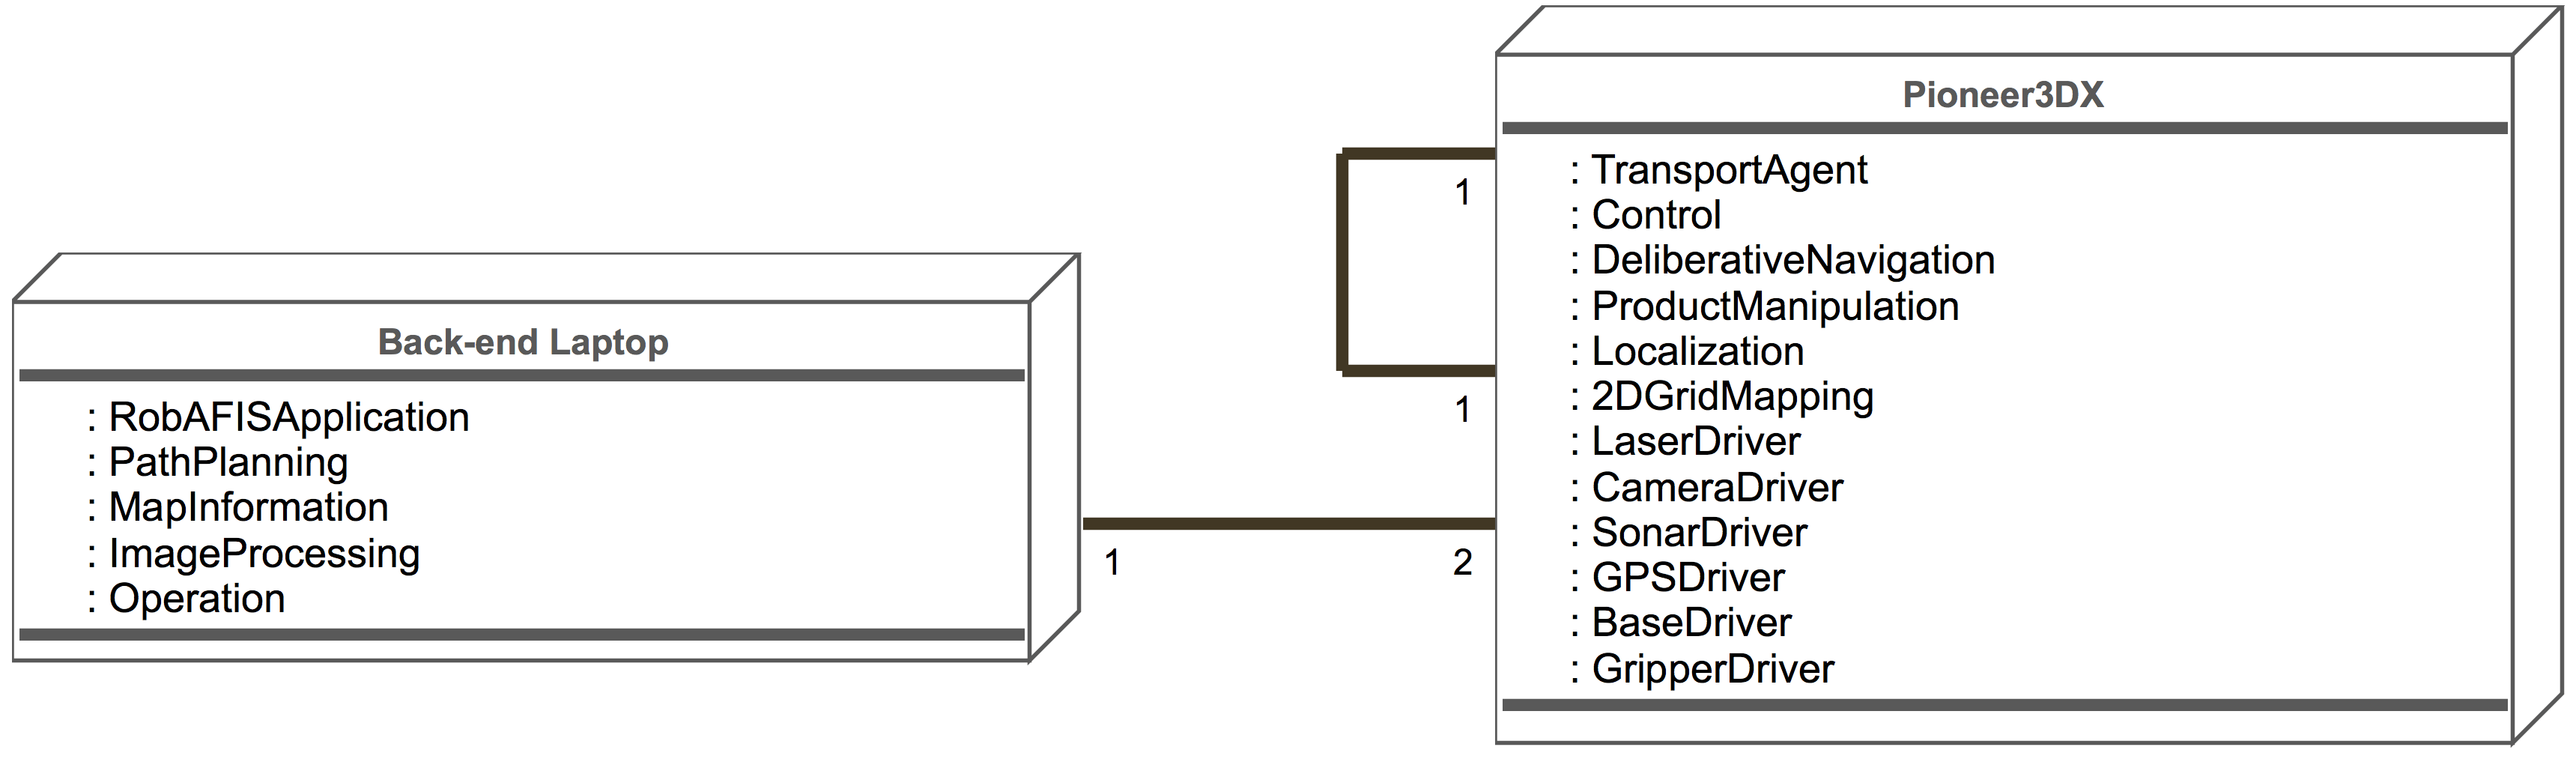 Back-end Laptop
: RobAFISApplication
: PathPlanning
: MapInformation
: ImageProcessing
: Operation
1
1
1
2
Pioneer3DX
: TransportAgent
: Control
: DeliberativeNavigation
: ProductManipulation
: Localization
: 2DGridMapping
: LaserDriver
: CameraDriver
: SonarDriver
: GPSDriver
: BaseDriver
: GripperDriver